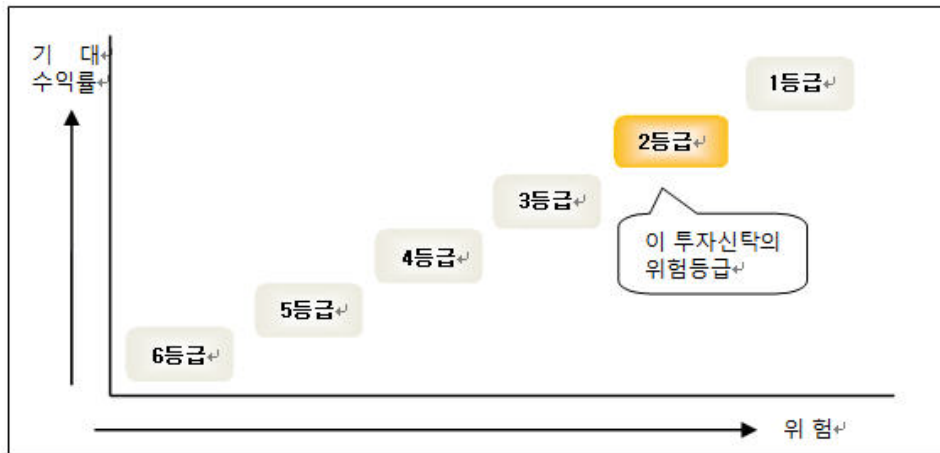 기 대↵
수익률↵
1등급↵
2등급↵
3등급↵
이 투자신탁의
위험등급↵
4등급↵
5등급↵
6등급↵
위 험↵